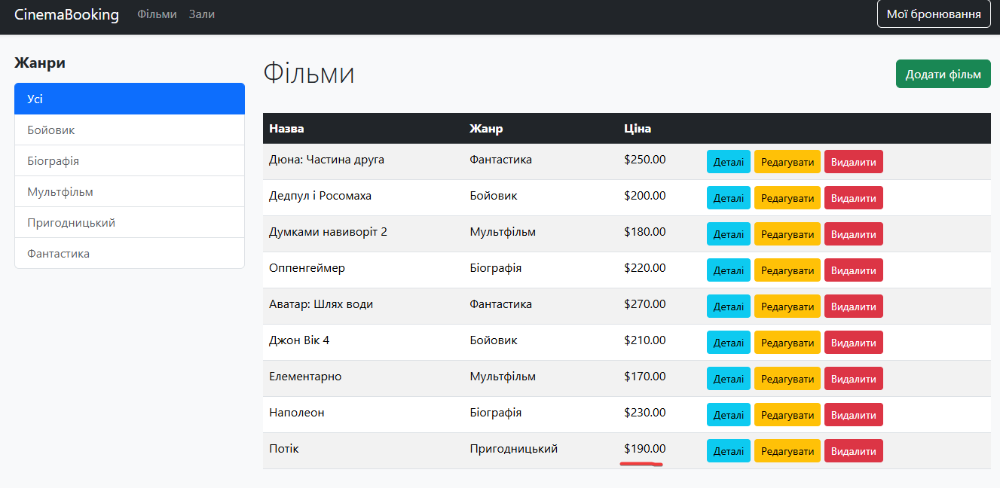 CinemaBooking Фільми Зали Мої бронювання
Жанри
Усі
Бойовик
Біографія
Мультфільм
Пригодницький
Фантастика
Фільми Додати фільм
Назва Жанр Ціна
Дюна: Частина друга Фантастика $250.00 Деталі Редагувати Видалити
Дедпул і Росомаха Бойовик $200.00 Деталі Редагувати Видалити
Думками навиворіт 2 Мультфільм $180.00 Деталі Редагувати Видалити
Оппенгеймер Біографія $220.00 Деталі Редагувати Видалити
Аватар: Шлях води Фантастика $270.00 Деталі Редагувати Видалити
Джон Вік 4 Бойовик $210.00 Деталі Редагувати Видалити
Елементарно Мультфільм $170.00 Деталі Редагувати Видалити
Наполеон Біографія $230.00 Деталі Редагувати Видалити
Потік Пригодницький $190.00 Деталі Редагувати Видалити